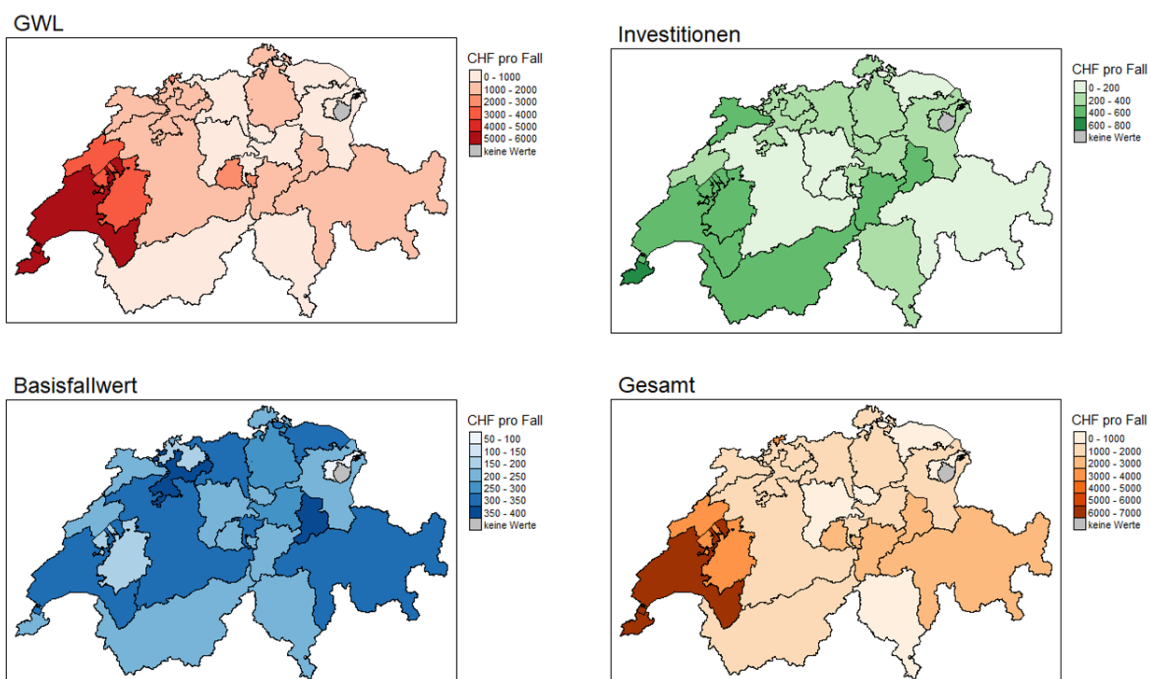 GWL
CHF pro Fall
0 - 1000
1000 - 2000
2000 - 3000
3000 - 4000
4000 - 5000
5000 - 6000
keine Werte
Investitionen
CHF pro Fall
0 - 200
200 - 400
400 - 600
600 - 800
keine Werte
Basisfallwert
CHF pro Fall
50 - 100
100 - 150
150 - 200
200 - 250
250 - 300
300 - 350
350 - 400
keine Werte
Gesamt
CHF pro Fall
0 - 1000
1000 - 2000
2000 - 3000
3000 - 4000
4000 - 5000
5000 - 6000
6000 - 7000
keine Werte